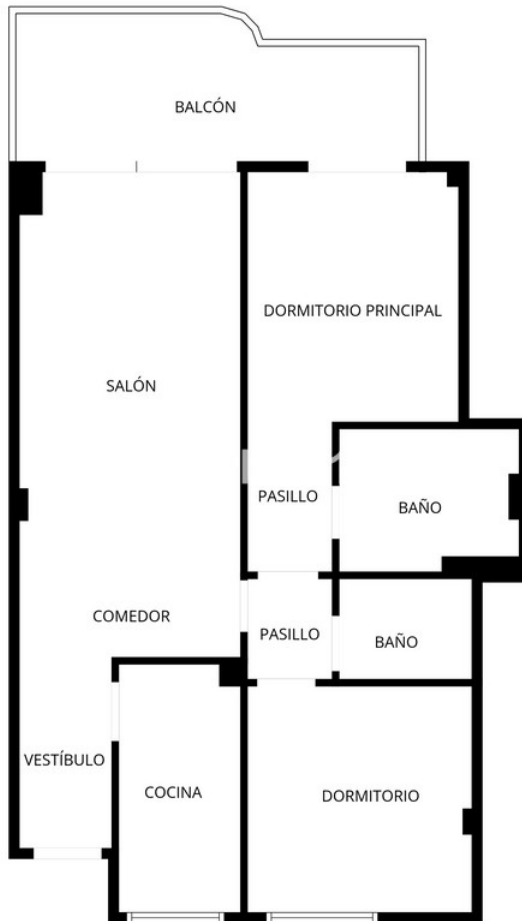 BALCÓN
DORMITORIO PRINCIPAL
SALÓN
PASILLO
BAÑO
COMEDOR
PASILLO
BAÑO
VESTÍBULO
COCINA
DORMITORIO